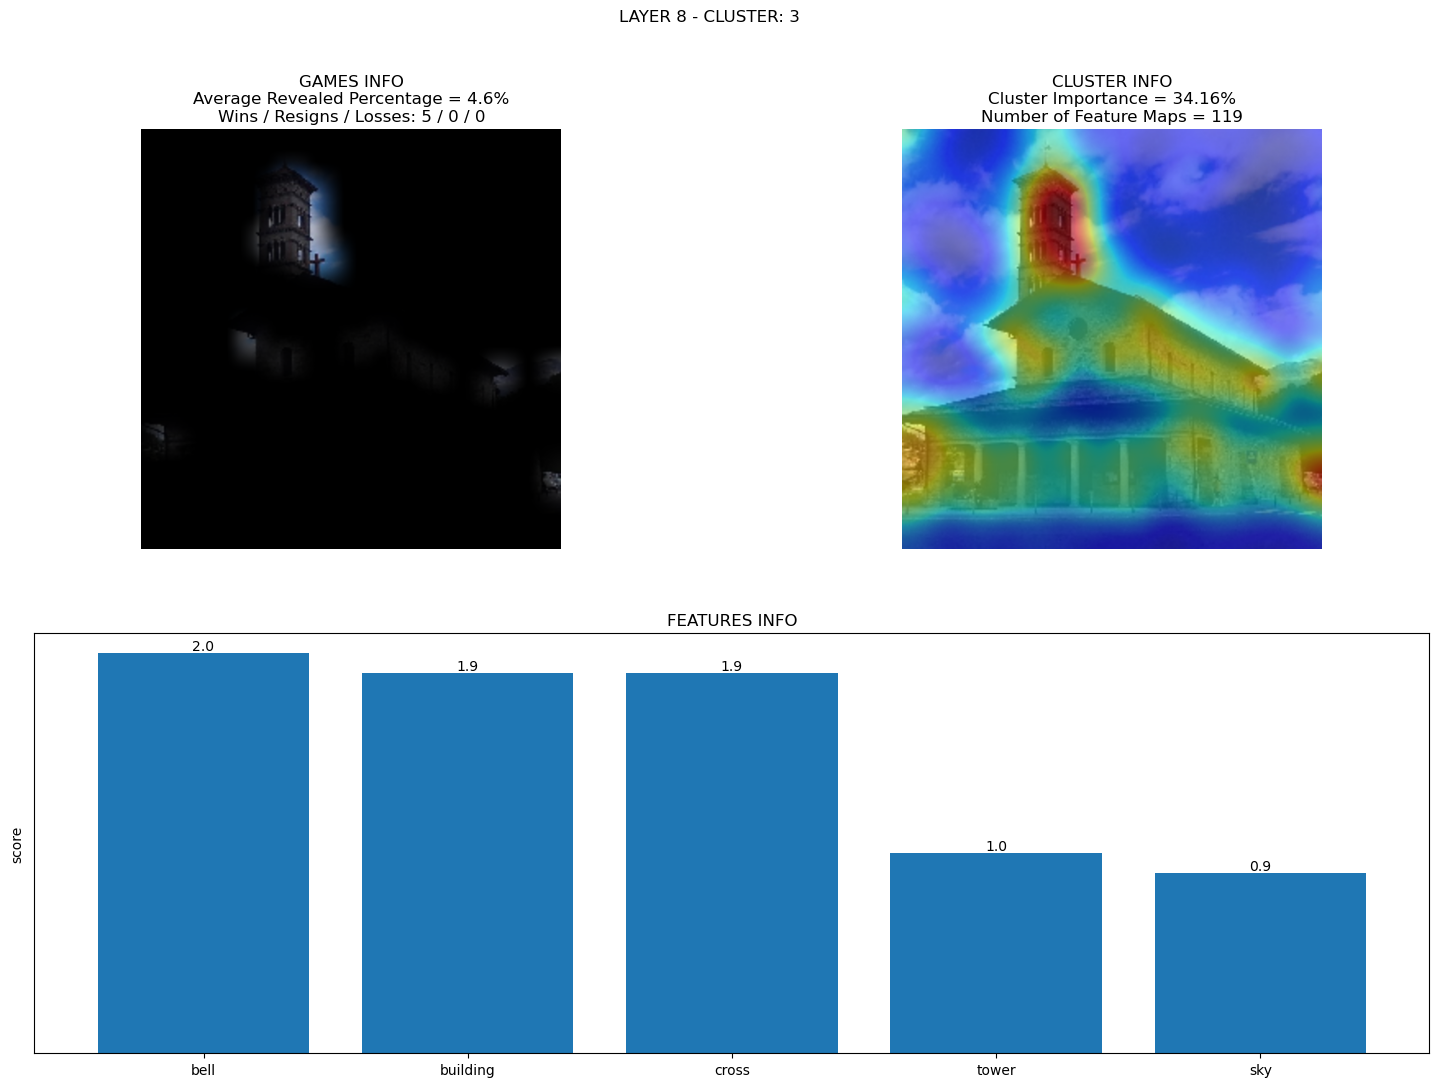 LAYER 8 - CLUSTER: 3
GAMES INFO
Average Revealed Percentage = 4.6%
Wins / Resigns / Losses: 5 / 0 / 0
CLUSTER INFO
Cluster Importance = 34.16%
Number of Feature Maps = 119
FEATURES INFO
score
2.0
1.9
1.9
1.0
0.9
bell
building
cross
tower
sky